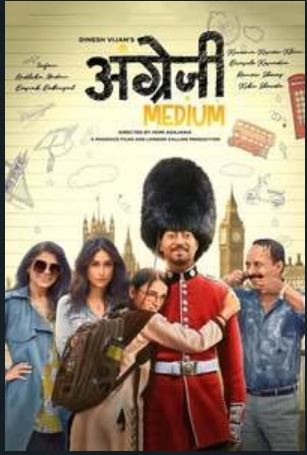 DINESH VIJAN'S
Irrfan
Radhika Madan
Deepak Dobriyal
अंग्रेज़ी
MEDIUM
Kareena Kapoor Khan
Dimple Kapadia
Ranvir Shorey
Kiku Sharda
DIRECTED BY HOMI ADAJANIA
A MADDOCK FILMS AND LONDON CALLING PRODUCTION